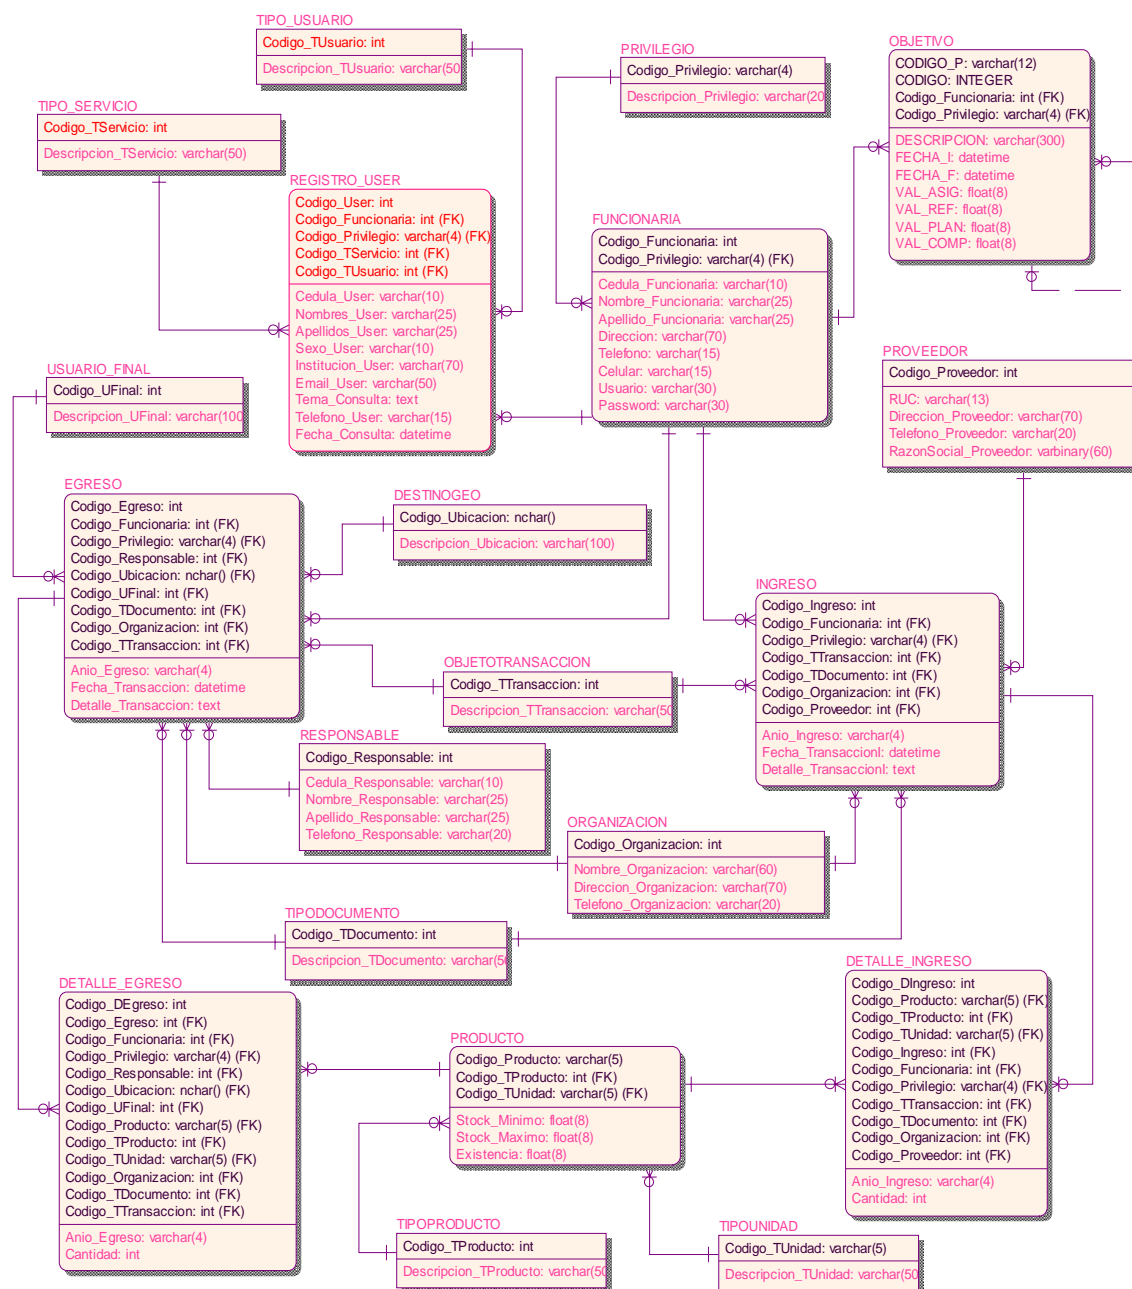 TIPO_USUARIO
Codigo_TUsuario: int
Descripcion_TUsuario: varchar(50
PRIVILEGIO
Codigo_Privilegio: varchar(4)
Descripcion_Privilegio: varchar(20
OBJETIVO
CODIGO_P: varchar(12)
CODIGO: INTEGER
Codigo_Funcionaria: int (FK)
Codigo_Privilegio: varchar(4) (FK)
DESCRIPCION: varchar(300)
FECHA_I: datetime
FECHA_F: datetime
VAL_ASIG: float(8)
VAL_REF: float(8)
VAL_PLAN: float(8)
VAL_COMP: float(8)
TIPO_SERVICIO
Codigo_TServicio: int
Descripcion_TServicio: varchar(50)
REGISTRO_USER
Codigo_User: int
Codigo_Funcionaria: int (FK)
Codigo_Privilegio: varchar(4) (FK)
Codigo_TServicio: int (FK)
Codigo_TUsuario: int (FK)
Cedula_User: varchar(10)
Nombres_User: varchar(25)
Apellidos_User: varchar(25)
Sexo_User: varchar(10)
Institucion_User: varchar(70)
Email_User: varchar(50)
Tema_Consulta: text
Telefono_User: varchar(15)
Fecha_Consulta: datetime
FUNCIONARIA
Codigo_Funcionaria: int
Codigo_Privilegio: varchar(4) (FK)
Cedula_Funcionaria: varchar(10)
Nombre_Funcionaria: varchar(25)
Apellido_Funcionaria: varchar(25)
Direccion: varchar(70)
Telefono: varchar(15)
Celular: varchar(15)
Usuario: varchar(30)
Password: varchar(30)
USUARIO_FINAL
Codigo_UFinal: int
Descripcion_UFinal: varchar(100
PROVEEDOR
Codigo_Proveedor: int
RUC: varchar(13)
Direccion_Proveedor: varchar(70)
Telefono_Proveedor: varchar(20)
RazonSocial_Proveedor: varbinary(60)
EGRESO
Codigo_Egreso: int
Codigo_Funcionaria: int (FK)
Codigo_Privilegio: varchar(4) (FK)
Codigo_Responsable: int (FK)
Codigo_Ubicacion: nchar() (FK)
Codigo_UFinal: int (FK)
Codigo_TDocumento: int (FK)
Codigo_Organizacion: int (FK)
Codigo_TTransaccion: int (FK)
Anio_Egreso: varchar(4)
Fecha_Transaccion: datetime
Detalle_Transaccion: text
DESTINOGEO
Codigo_Ubicacion: nchar()
Descripcion_Ubicacion: varchar(100)
INGRESO
Codigo_Ingreso: int
Codigo_Funcionaria: int (FK)
Codigo_Privilegio: varchar(4) (FK)
Codigo_TTransaccion: int (FK)
Codigo_TDocumento: int (FK)
Codigo_Organizacion: int (FK)
Codigo_Proveedor: int (FK)
Anio_Ingreso: varchar(4)
Fecha_TransaccionI: datetime
Detalle_TransaccionI: text
OBJETOTRANSACCION
Codigo_TTransaccion: int
Descripcion_TTransaccion: varchar(50
RESPONSABLE
Codigo_Responsable: int
Cedula_Responsable: varchar(10)
Nombre_Responsable: varchar(25)
Apellido_Responsable: varchar(25)
Telefono_Responsable: varchar(20)
ORGANIZACION
Codigo_Organizacion: int
Nombre_Organizacion: varchar(60)
Direccion_Organizacion: varchar(70)
Telefono_Organizacion: varchar(20)
TIPODOCUMENTO
Codigo_TDocumento: int
Descripcion_TDocumento: varchar(50
DETALLE_EGRESO
Codigo_DEgreso: int
Codigo_Egreso: int (FK)
Codigo_Funcionaria: int (FK)
Codigo_Privilegio: varchar(4) (FK)
Codigo_Responsable: int (FK)
Codigo_Ubicacion: nchar() (FK)
Codigo_UFinal: int (FK)
Codigo_Producto: varchar(5) (FK)
Codigo_TProducto: int (FK)
Codigo_TUnidad: varchar(5) (FK)
Codigo_Organizacion: int (FK)
Codigo_TDocumento: int (FK)
Codigo_TTransaccion: int (FK)
Anio_Egreso: varchar(4)
Cantidad: int
PRODUCTO
Codigo_Producto: varchar(5)
Codigo_TProducto: int (FK)
Codigo_TUnidad: varchar(5) (FK)
Stock_Minimo: float(8)
Stock_Maximo: float(8)
Existencia: float(8)
DETALLE_INGRESO
Codigo_DIngreso: int
Codigo_Producto: varchar(5) (FK)
Codigo_TProducto: int (FK)
Codigo_TUnidad: varchar(5) (FK)
Codigo_Ingreso: int (FK)
Codigo_Funcionaria: int (FK)
Codigo_Privilegio: varchar(4) (FK)
Codigo_TTransaccion: int (FK)
Codigo_TDocumento: int (FK)
Codigo_Organizacion: int (FK)
Codigo_Proveedor: int (FK)
Anio_Ingreso: varchar(4)
Cantidad: int
TIPOPRODUCTO
Codigo_TProducto: int
Descripcion_TProducto: varchar(50
TIPOUNIDAD
Codigo_TUnidad: varchar(5)
Descripcion_TUnidad: varchar(50